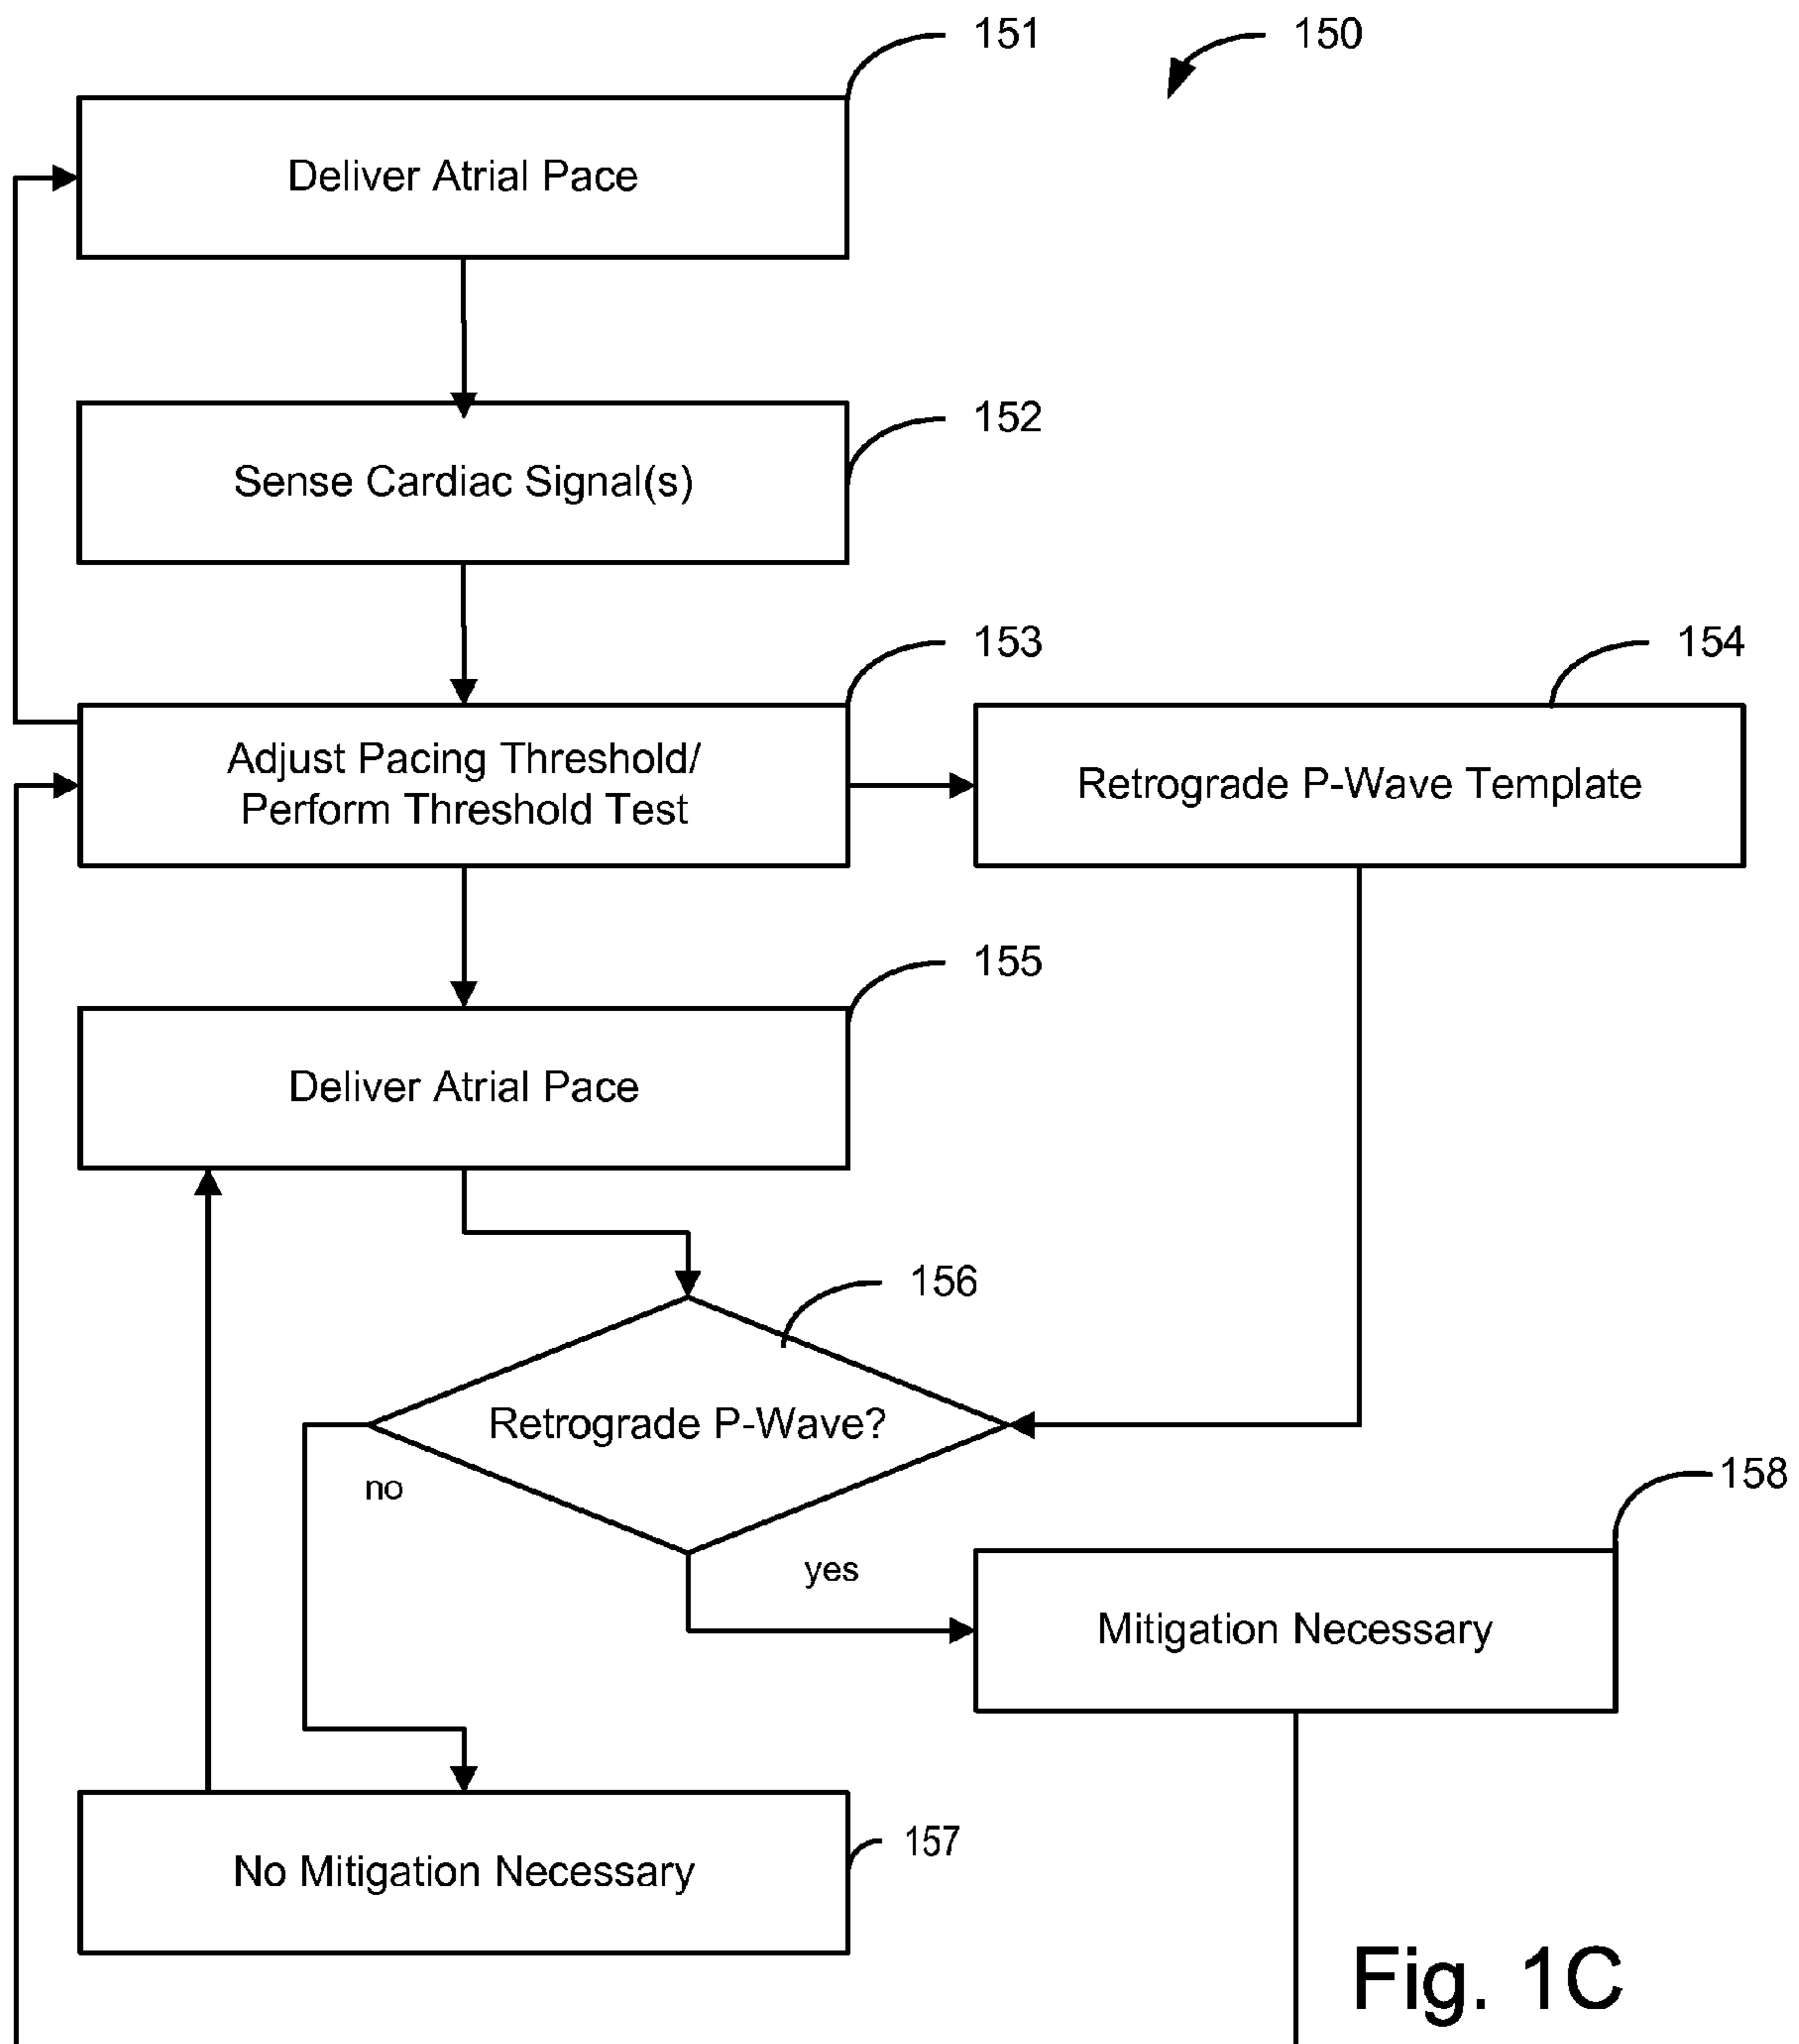 151
150
Deliver Atrial Pace
152
Sense Cardiac Signal(s)
153
154
Adjust Pacing Threshold/
Perform Threshold Test
Retrograde P-Wave Template
155
Deliver Atrial Pace
156
Retrograde P-Wave?
no
158
yes
Mitigation Necessary
157
No Mitigation Necessary
Fig. 1C